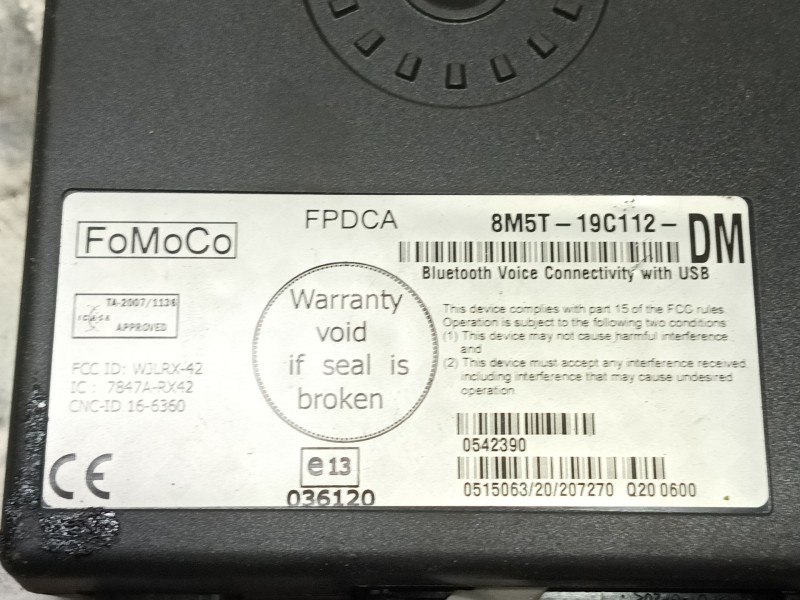 FoMoCo
FPDCA
8M5T-19C112-DM
Bluetooth Voice Connectivity with USB
TA-2007/1136
ICASA
APPROVED
Warranty
void
if seal is
broken
This device complies with part 15 of the FCC rules.
Operation is subject to the following two conditions
(1) This device may not cause harmful interference
and
(2) This device must accept any interference received
including interference that may cause undesired
operation
FCC ID: WJLRX-42
IC : 7847A-RX42
CNC-ID 16-6360
0542390
CE
e13
036120
0515063/20/207270 Q20 0600